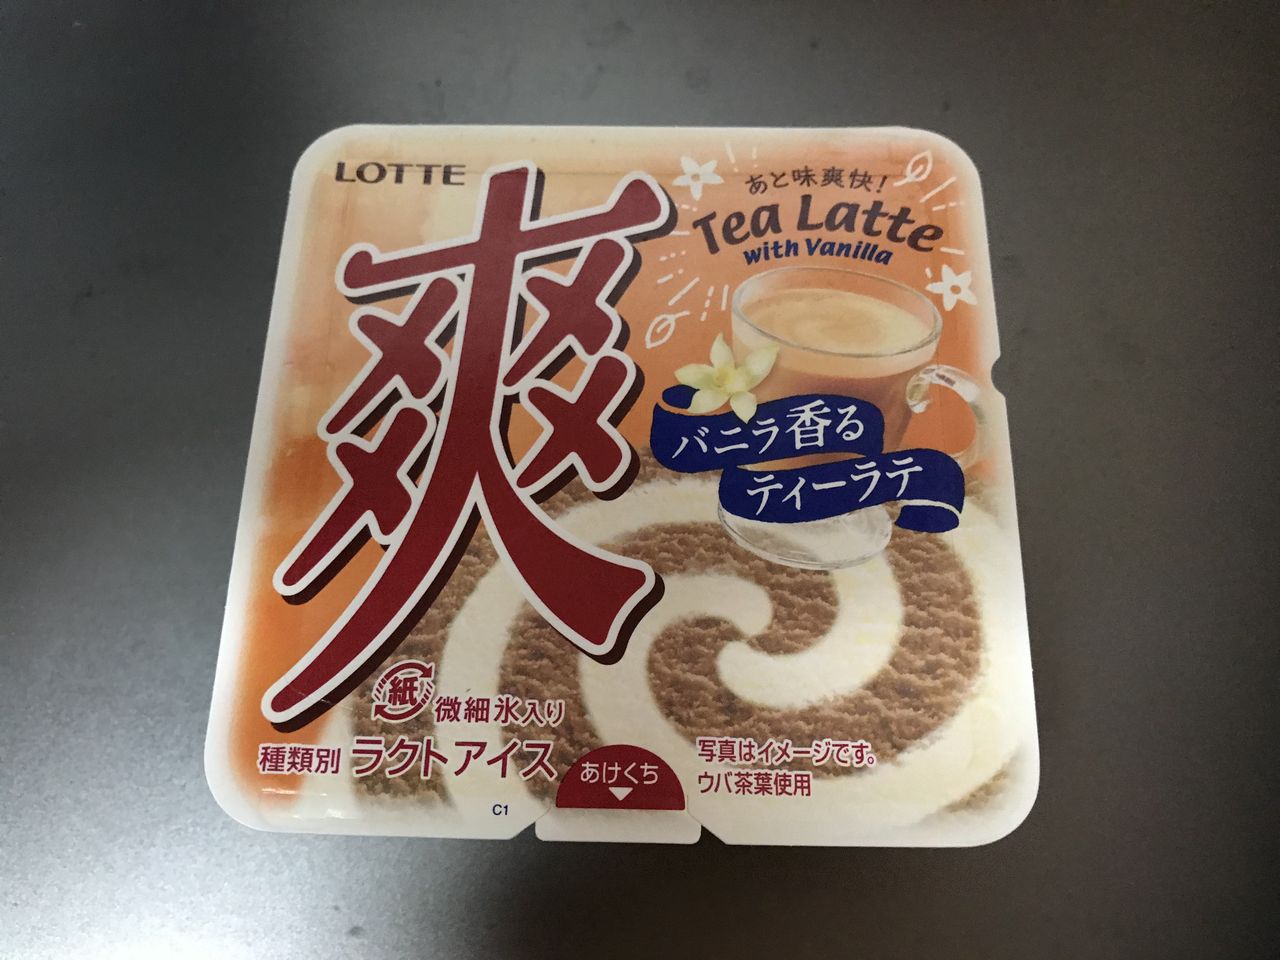 LOTTE
爽
あと味爽快!
Tea Latte
with Vanilla
バニラ香る
ティーラテ
紙
微細氷入り
種類別 ラクトアイス
あけくち
写真はイメージです。
ウバ茶葉使用
C1